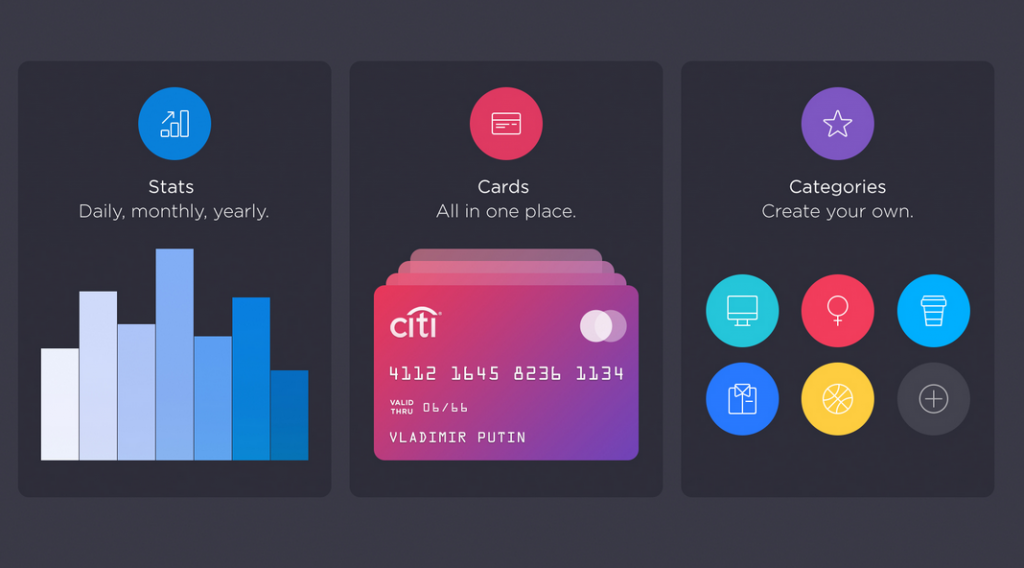 Stats
Daily, monthly, yearly.
Cards
All in one place.
citi
4112 1645 8236 1134
VALID
THRU 06/66
VLADIMIR PUTIN
Categories
Create your own.